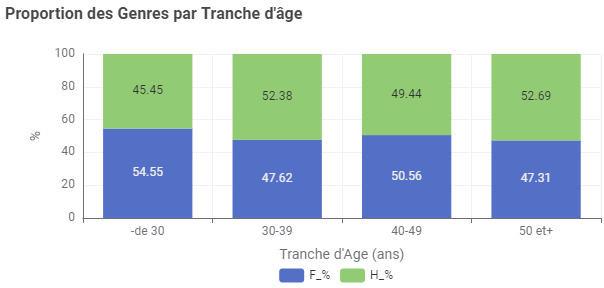 Proportion des Genres par Tranche d'âge
100
80
60
40
20
0
%
45.45
52.38
49.44
52.69
54.55
47.62
50.56
47.31
-de 30
30-39
40-49
50 et+
Tranche d'Age (ans)
F_%
H_%